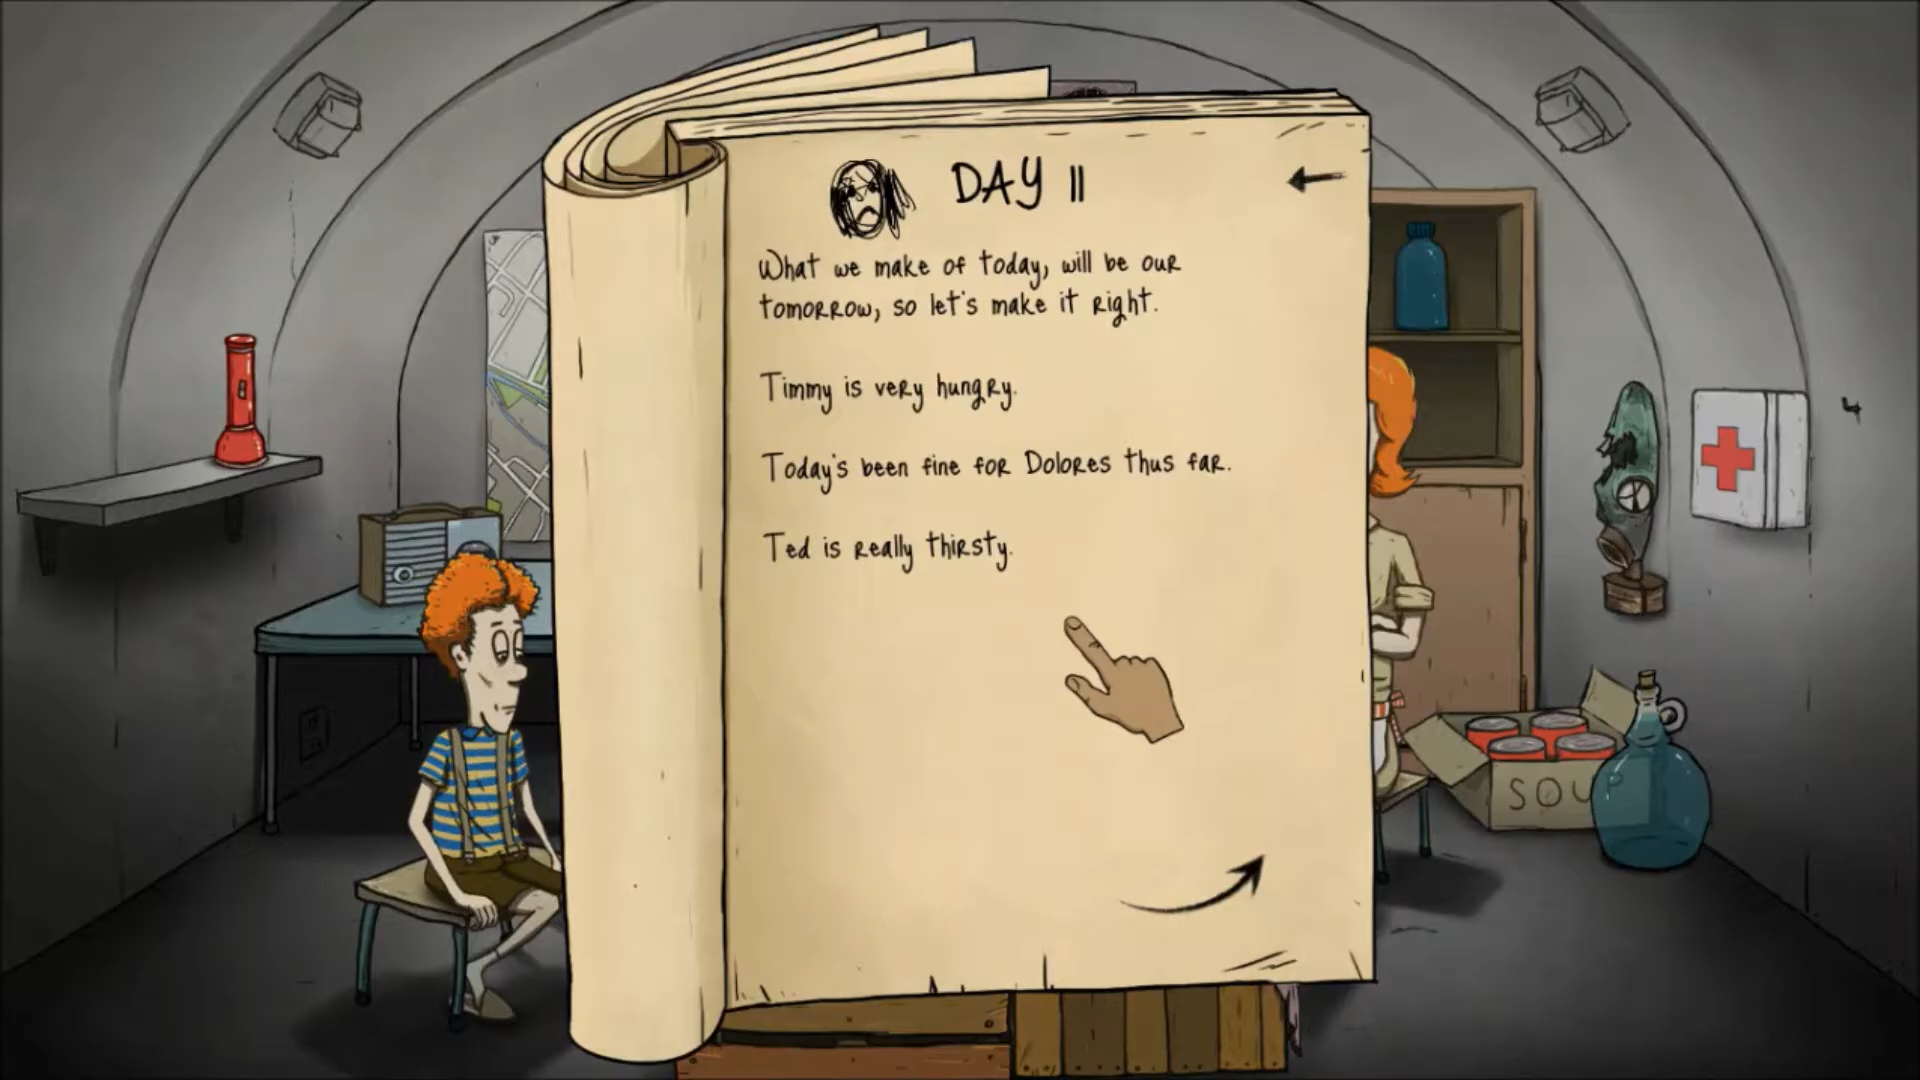 DAY 11
What we make of today, will be our
tomorrow, so let's make it right.
Timmy is very hungry.
Today's been fine for Dolores thus far.
Ted is really thirsty.
SOU